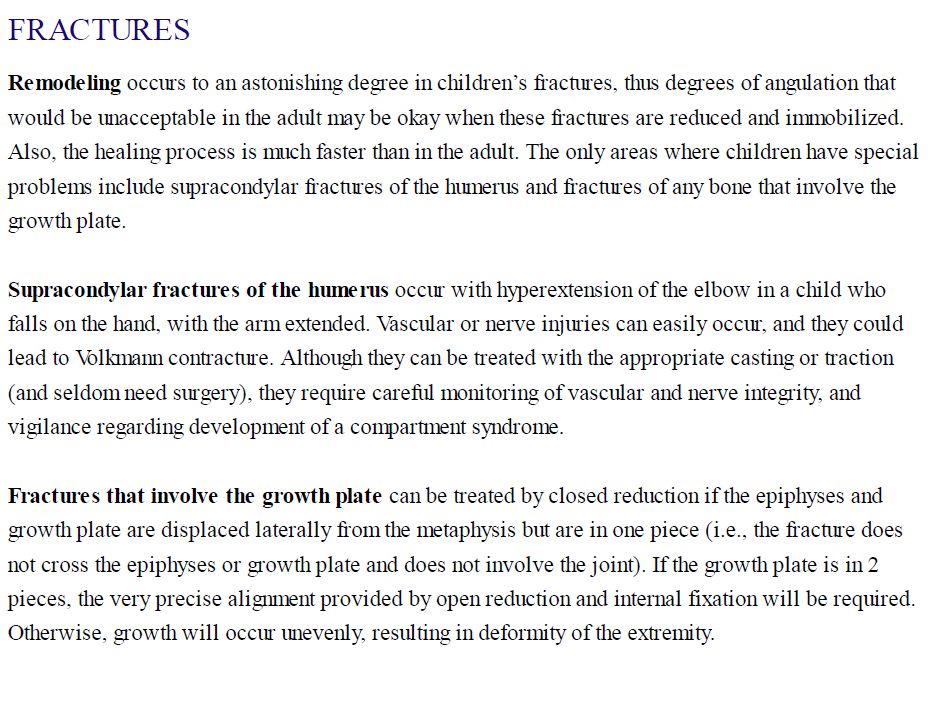 FRACTURES
Remodeling occurs to an astonishing degree in children’s fractures, thus degrees of angulation that
would be unacceptable in the adult may be okay when these fractures are reduced and immobilized.
Also, the healing process is much faster than in the adult. The only areas where children have special
problems include supracondylar fractures of the humerus and fractures of any bone that involve the
growth plate.
Supracondylar fractures of the humerus occur with hyperextension of the elbow in a child who
falls on the hand, with the arm extended. Vascular or nerve injuries can easily occur, and they could
lead to Volkmann contracture. Although they can be treated with the appropriate casting or traction
(and seldom need surgery), they require careful monitoring of vascular and nerve integrity, and
vigilance regarding development of a compartment syndrome.
Fractures that involve the growth plate can be treated by closed reduction if the epiphyses and
growth plate are displaced laterally from the metaphysis but are in one piece (i.e., the fracture does
not cross the epiphyses or growth plate and does not involve the joint). If the growth plate is in 2
pieces, the very precise alignment provided by open reduction and internal fixation will be required.
Otherwise, growth will occur unevenly, resulting in deformity of the extremity.